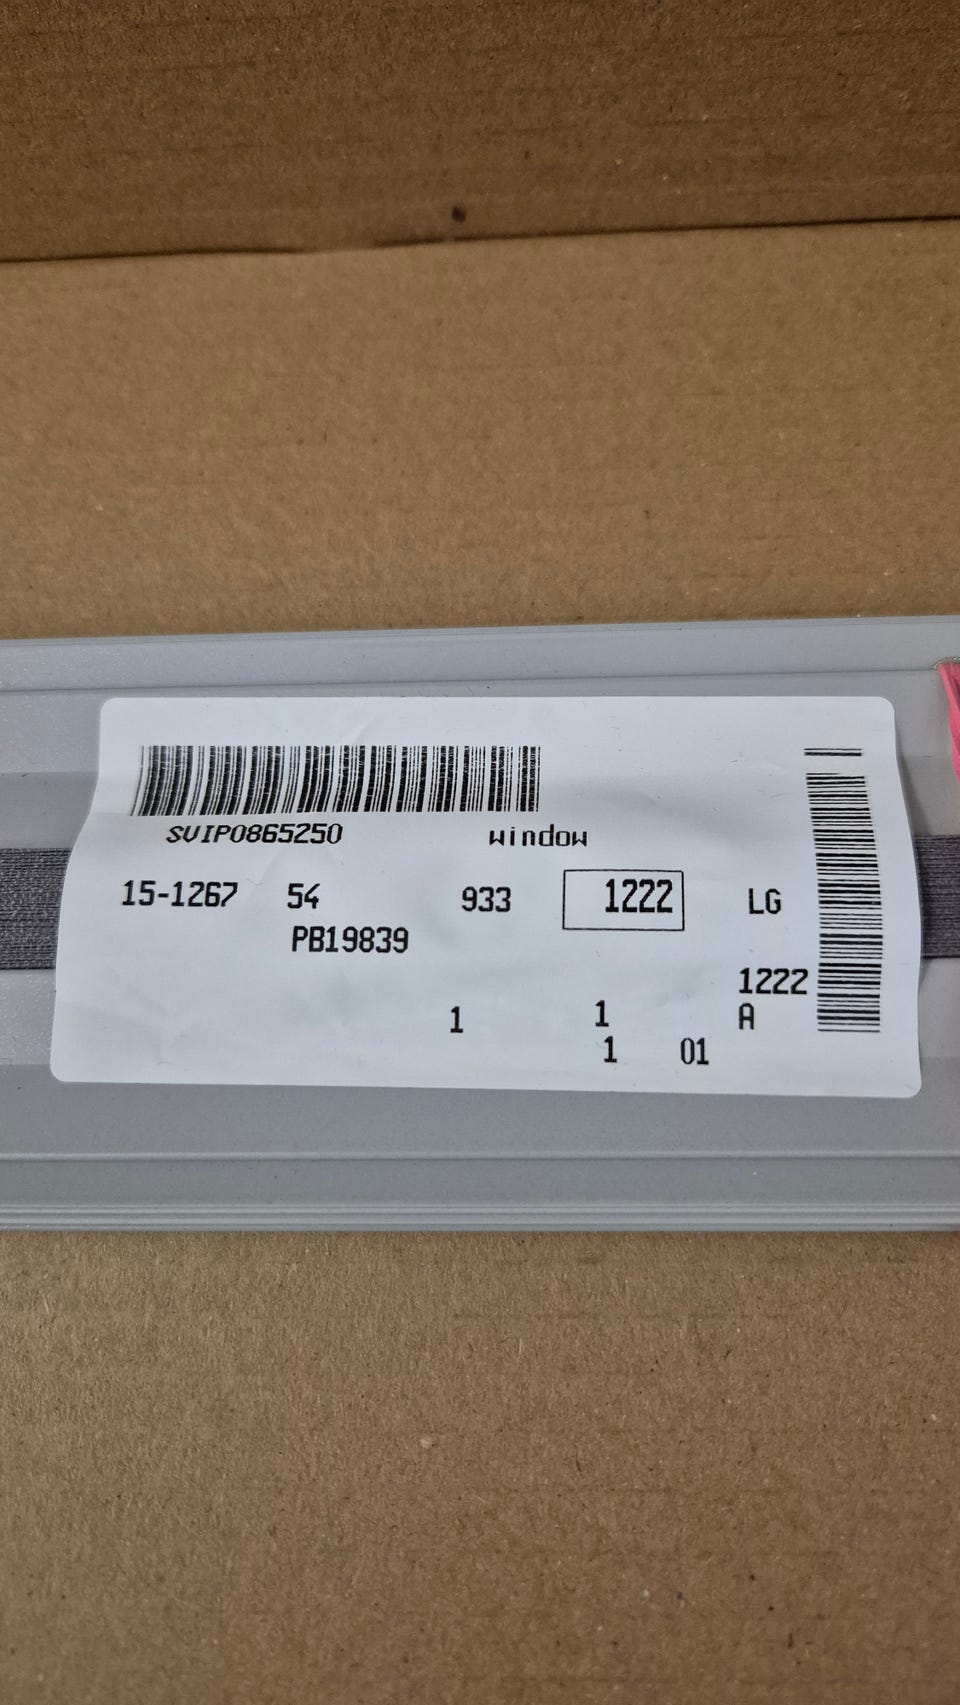 SVIP0865250 window
15-1267 54 933 1222 LG
PB19839
1222
1 1 A
1 01